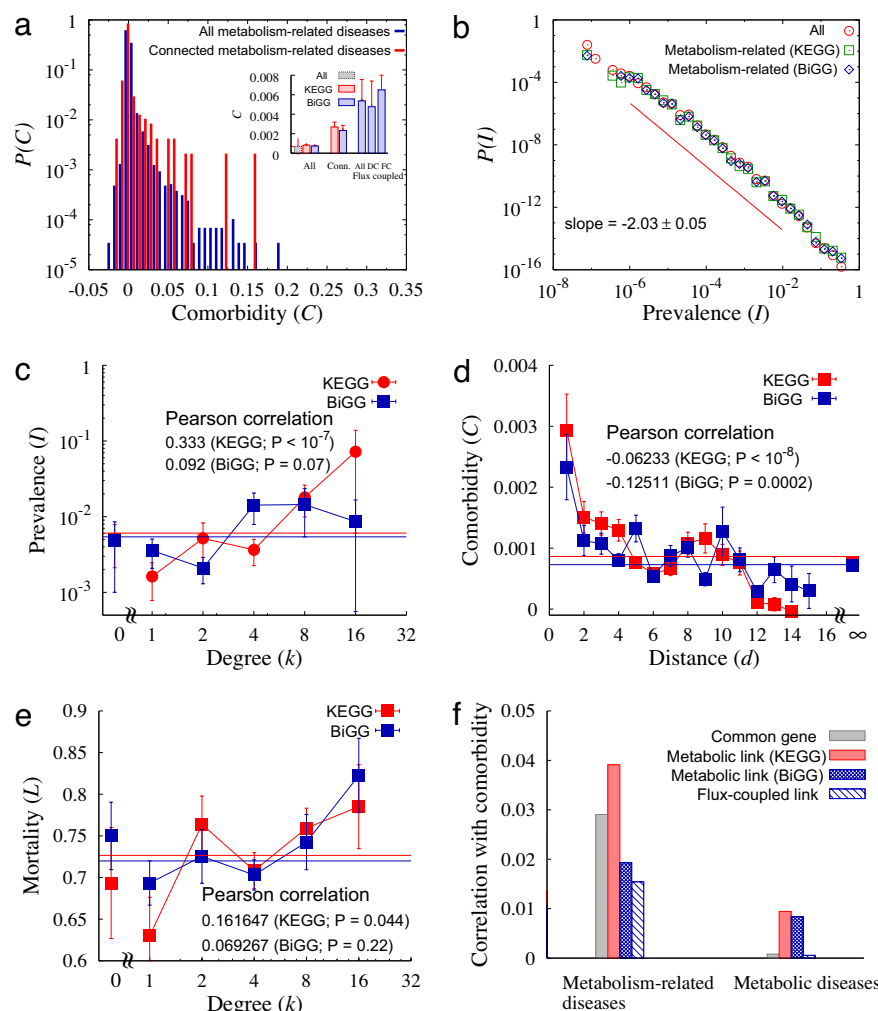 a
All metabolism-related diseases
Connected metabolism-related diseases
1
10^-1
10^-2
10^-3
10^-4
10^-5
P(C)
-0.05 0 0.05 0.1 0.15 0.2 0.25 0.3 0.35
Comorbidity (C)
0.008
0.006
0.004
0.002
0
C
All
KEGG
BiGG
All Conn. All DC FC
Flux coupled
b
All
Metabolism-related (KEGG)
Metabolism-related (BiGG)
1
10^-4
10^-8
10^-12
10^-16
P(I)
slope = -2.03 ± 0.05
10^-8 10^-6 10^-4 10^-2 1
Prevalence (I)
c
KEGG
BiGG
Pearson correlation
0.333 (KEGG; P < 10^-7)
0.092 (BiGG; P = 0.07)
1
10^-1
10^-2
10^-3
Prevalence (I)
0 1 2 4 8 16 32
Degree (k)
d
KEGG
BiGG
Pearson correlation
-0.06233 (KEGG; P < 10^-8)
-0.12511 (BiGG; P = 0.0002)
0.004
0.003
0.002
0.001
0
Comorbidity (C)
0 2 4 6 8 10 12 14 16 ∞
Distance (d)
e
KEGG
BiGG
0.9
0.85
0.8
0.75
0.7
0.65
0.6
Mortality (L)
Pearson correlation
0.161647 (KEGG; P = 0.044)
0.069267 (BiGG; P = 0.22)
0 1 2 4 8 16 32
Degree (k)
f
Common gene
Metabolic link (KEGG)
Metabolic link (BiGG)
Flux-coupled link
0.05
0.04
0.03
0.02
0.01
0
Correlation with comorbidity
Metabolism-related
diseases
Metabolic diseases